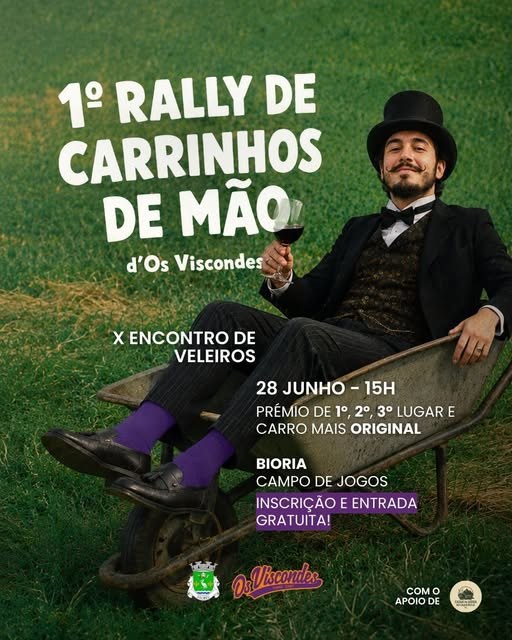 1º RALLY DE
CARRINHOS
DE MÃO
d'Os Viscondes
X ENCONTRO DE
VELEIROS
28 JUNHO - 15H
PRÉMIO DE 1º, 2º, 3º LUGAR E
CARRO MAIS ORIGINAL
BIORIA
CAMPO DE JOGOS
INSCRIÇÃO E ENTRADA
GRATUITA!
Os Viscondes
COM O
APOIO DE